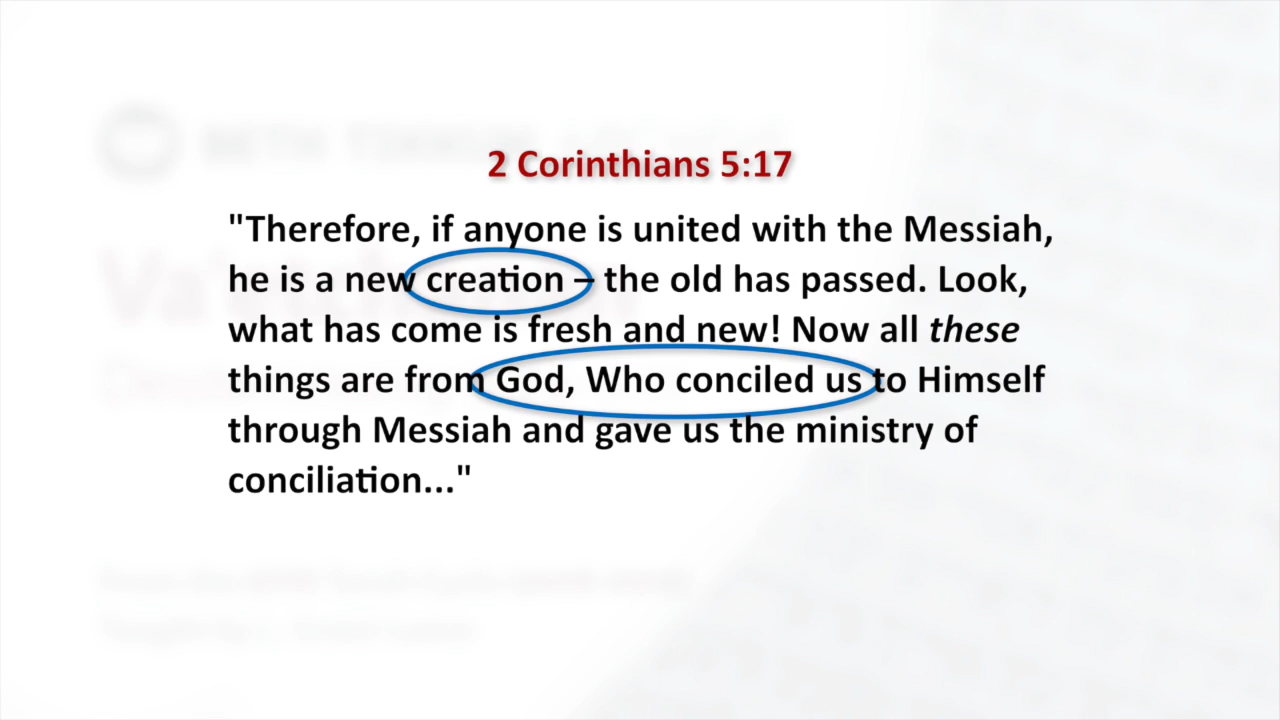 2 Corinthians 5:17
"Therefore, if anyone is united with the Messiah,
he is a new creation – the old has passed. Look,
what has come is fresh and new! Now all these
things are from God, Who conciled us to Himself
through Messiah and gave us the ministry of
conciliation..."